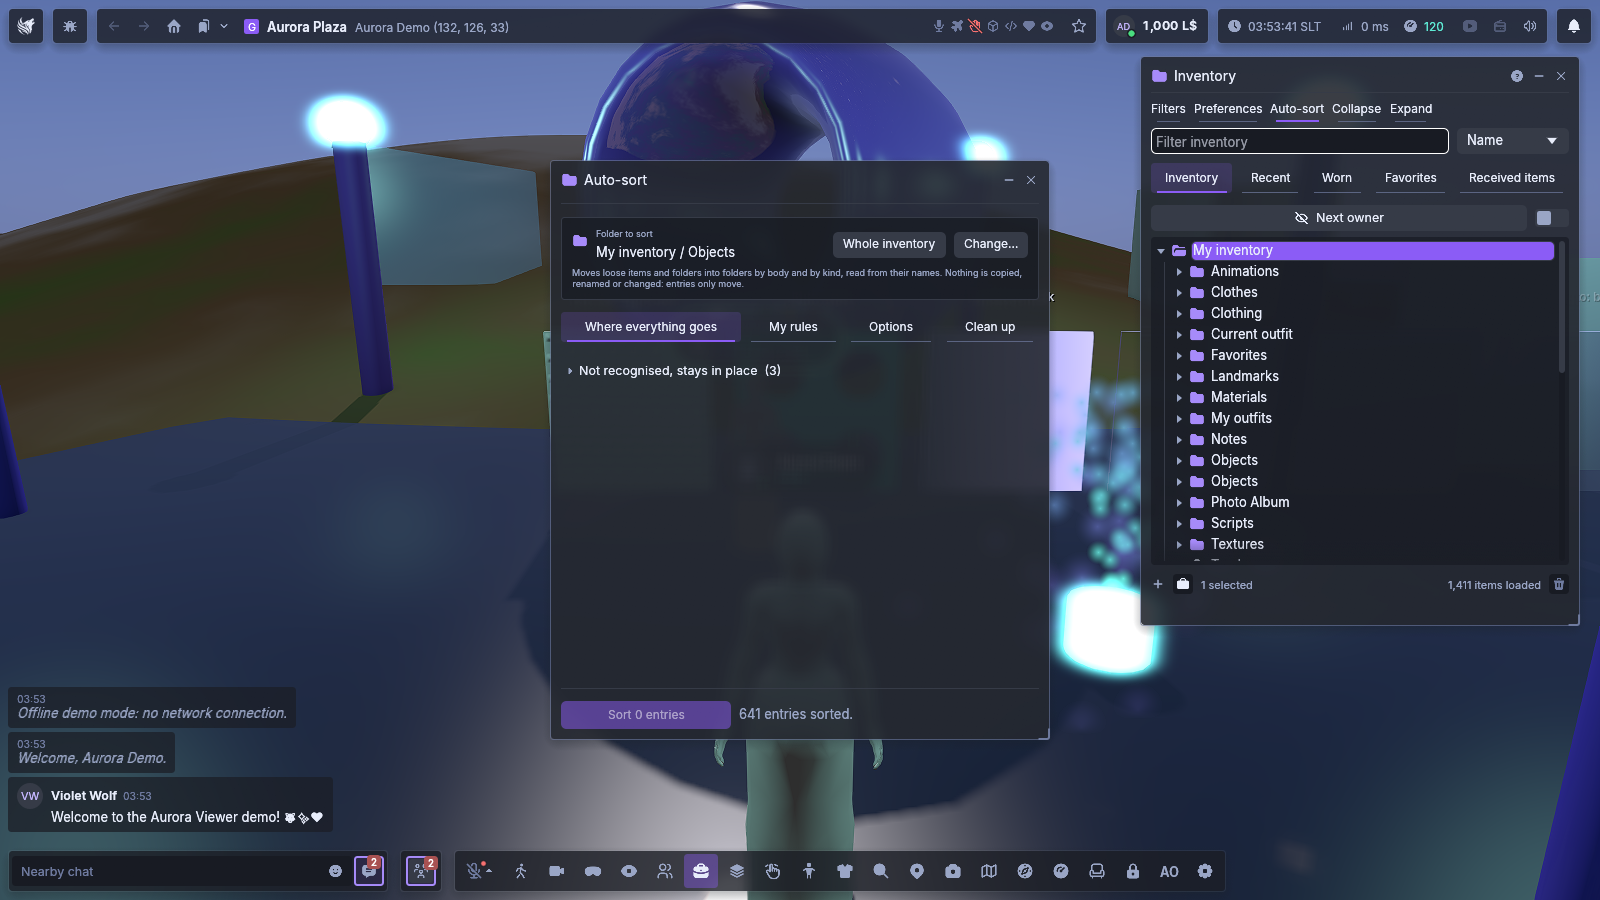 G Aurora Plaza Aurora Demo (132, 126, 33)
AD 1,000 L$
03:53:41 SLT 0 ms 120
Inventory
Filters Preferences Auto-sort Collapse Expand
Filter inventory
Name
Inventory Recent Worn Favorites Received items
Next owner
My inventory
Animations
Clothes
Clothing
Current outfit
Favorites
Landmarks
Materials
My outfits
Notes
Objects
Objects
Photo Album
Scripts
Textures
1 selected 1,411 items loaded
Auto-sort
Folder to sort
My inventory / Objects
Whole inventory Change...
Moves loose items and folders into folders by body and by kind, read from their names. Nothing is copied,
renamed or changed: entries only move.
Where everything goes My rules Options Clean up
Not recognised, stays in place (3)
Sort 0 entries 641 entries sorted.
03:53
Offline demo mode: no network connection.
03:53
Welcome, Aurora Demo.
VW Violet Wolf 03:53
Welcome to the Aurora Viewer demo!
Nearby chat
2
2
AO